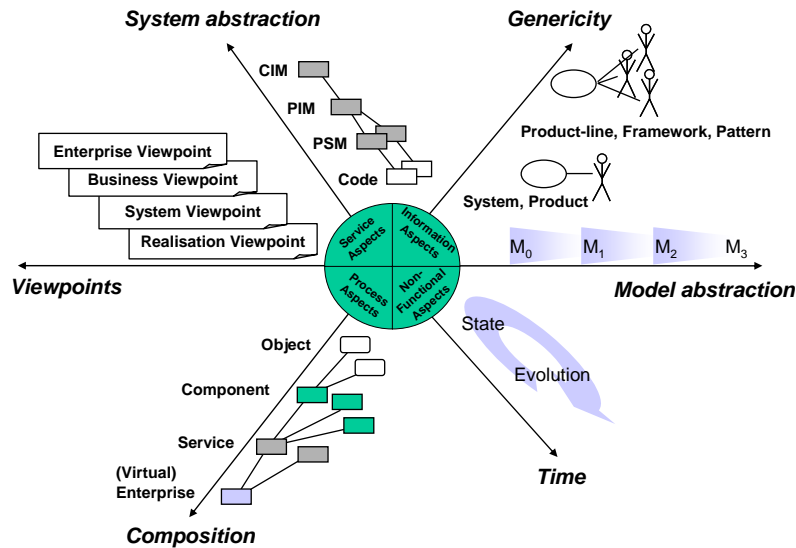 System abstraction
Genericity
CIM
PIM
PSM
Code
Product-line, Framework, Pattern
System, Product
Enterprise Viewpoint
Business Viewpoint
System Viewpoint
Realisation Viewpoint
Viewpoints
Service
Aspects
Information
Aspects
Process
Aspects
Non-
Functional
Aspects
M0
M1
M2
M3
Model abstraction
State
Evolution
Time
Object
Component
Service
(Virtual)
Enterprise
Composition